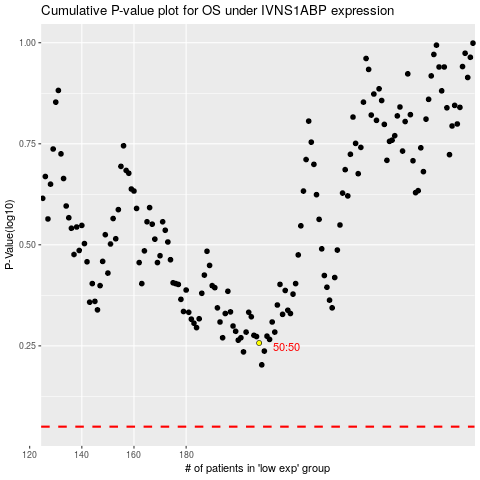 Cumulative P-value plot for OS under IVNS1ABP expression
1.00
0.75
0.50
0.25
P-Value(log10)
50:50
120 140 160 180
# of patients in 'low exp' group